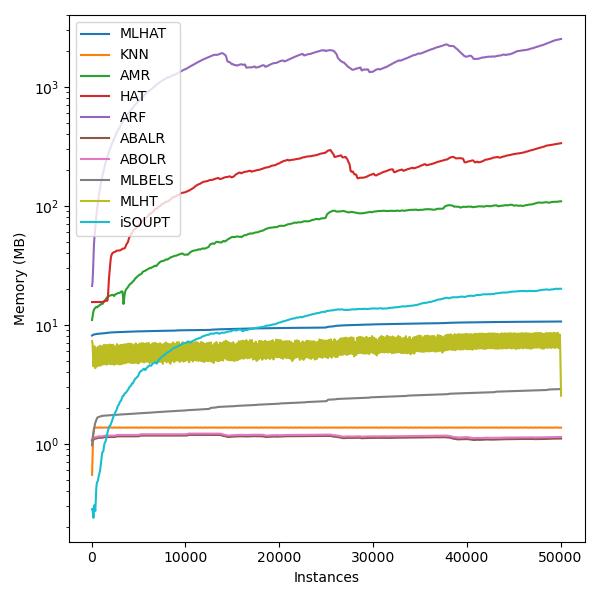 MLHAT
KNN
AMR
HAT
ARF
ABALR
ABOLR
MLBELS
MLHT
iSOUPT
Memory (MB)
10³
10²
10¹
10⁰
0 10000 20000 30000 40000 50000
Instances